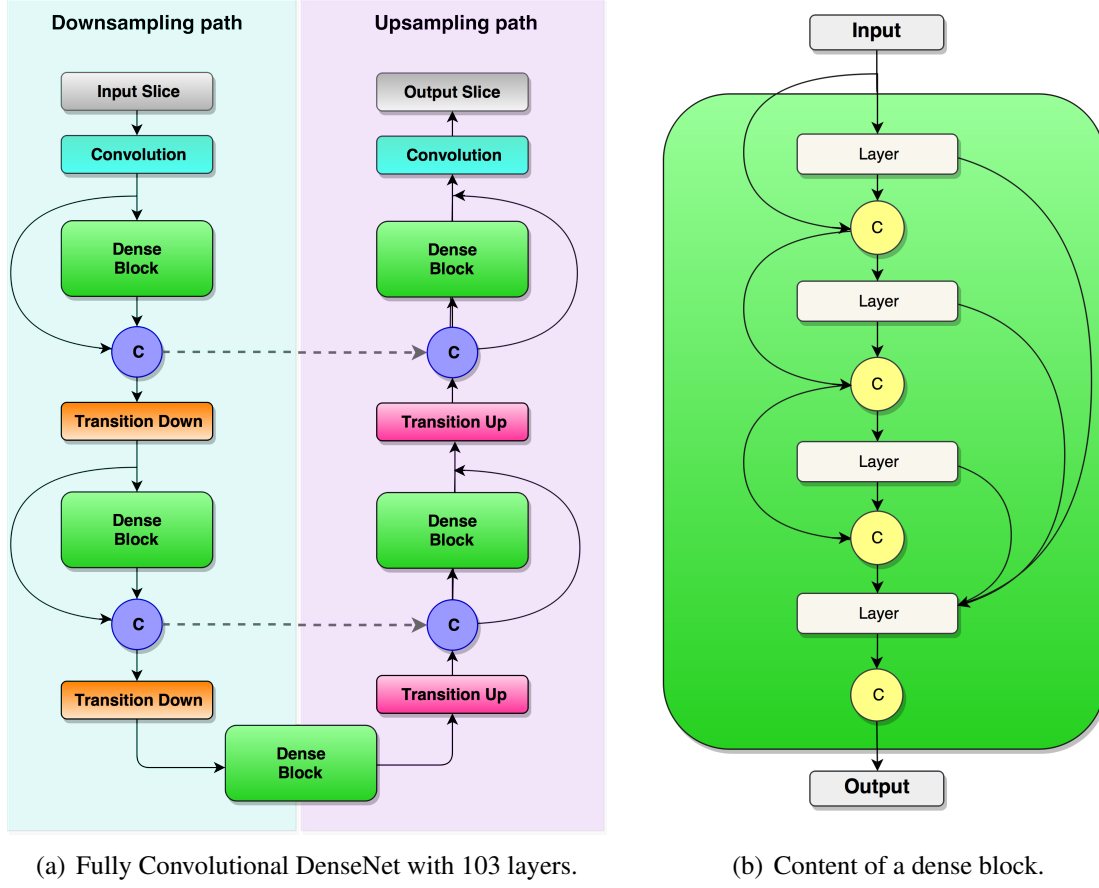 Downsampling path
Upsampling path
Input Slice
Convolution
Dense
Block
C
Transition Down
Dense
Block
C
Transition Down
Dense
Block
Output Slice
Convolution
Dense
Block
C
Transition Up
Dense
Block
C
Transition Up
(a) Fully Convolutional DenseNet with 103 layers.
Input
Layer
C
Layer
C
Layer
C
Layer
C
Output
(b) Content of a dense block.